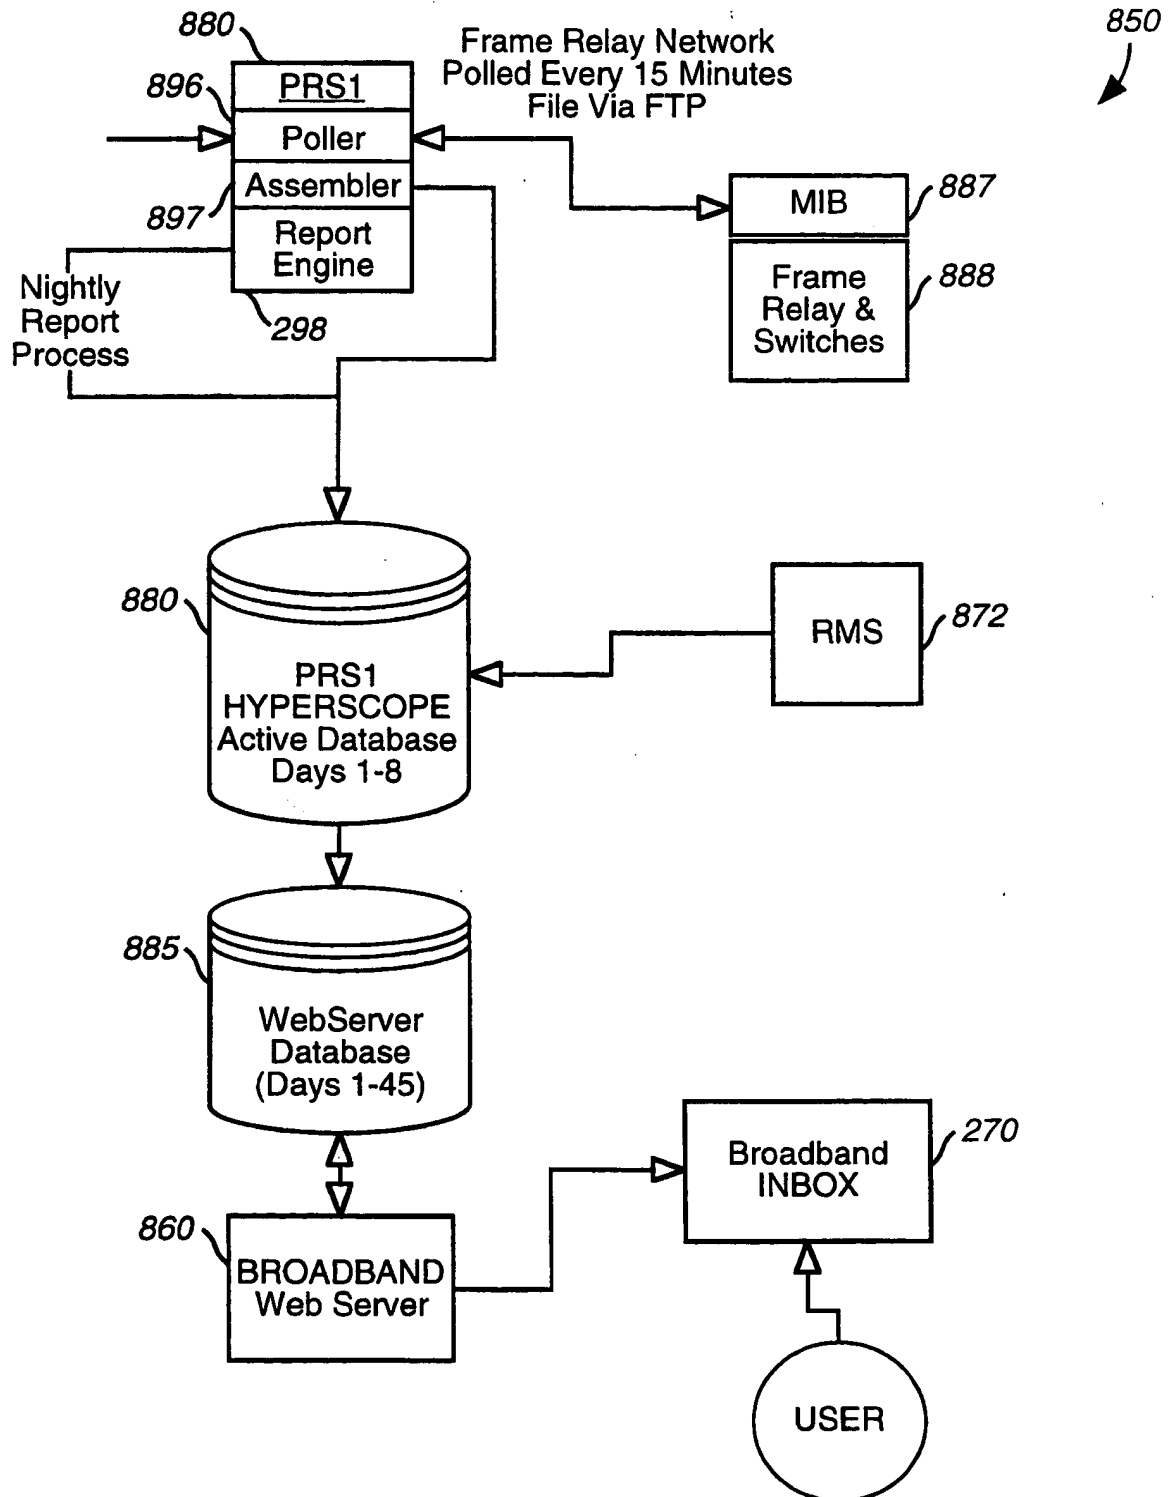 850
880
Frame Relay Network
Polled Every 15 Minutes
File Via FTP
PRS1
896
Poller
Assembler
897
Report
Engine
298
Nightly
Report
Process
MIB
887
Frame
Relay &
Switches
888
880
PRS1
HYPERSCOPE
Active Database
Days 1-8
RMS
872
885
WebServer
Database
(Days 1-45)
860
BROADBAND
Web Server
Broadband
INBOX
270
USER